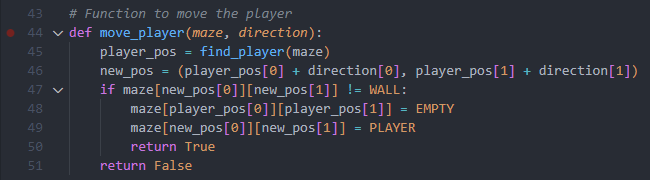 43 # Function to move the player
44 def move_player(maze, direction):
45     player_pos = find_player(maze)
46     new_pos = (player_pos[0] + direction[0], player_pos[1] + direction[1])
47     if maze[new_pos[0]][new_pos[1]] != WALL:
48         maze[player_pos[0]][player_pos[1]] = EMPTY
49         maze[new_pos[0]][new_pos[1]] = PLAYER
50         return True
51     return False